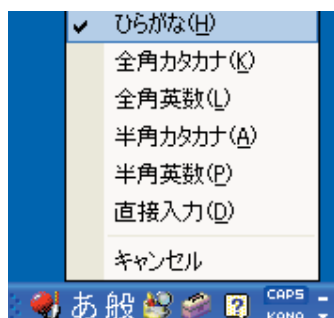 ひらがな(H)
全角カタカナ(K)
全角英数(L)
半角カタカナ(A)
半角英数(P)
直接入力(D)
キャンセル
あ 般 ? CAPS
KANA